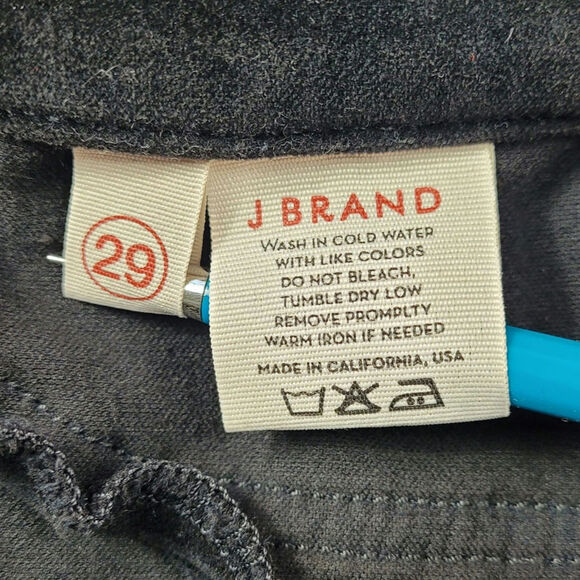 29
J BRAND
WASH IN COLD WATER
WITH LIKE COLORS
DO NOT BLEACH,
TUMBLE DRY LOW
REMOVE PROMPLTY
WARM IRON IF NEEDED
MADE IN CALIFORNIA, USA